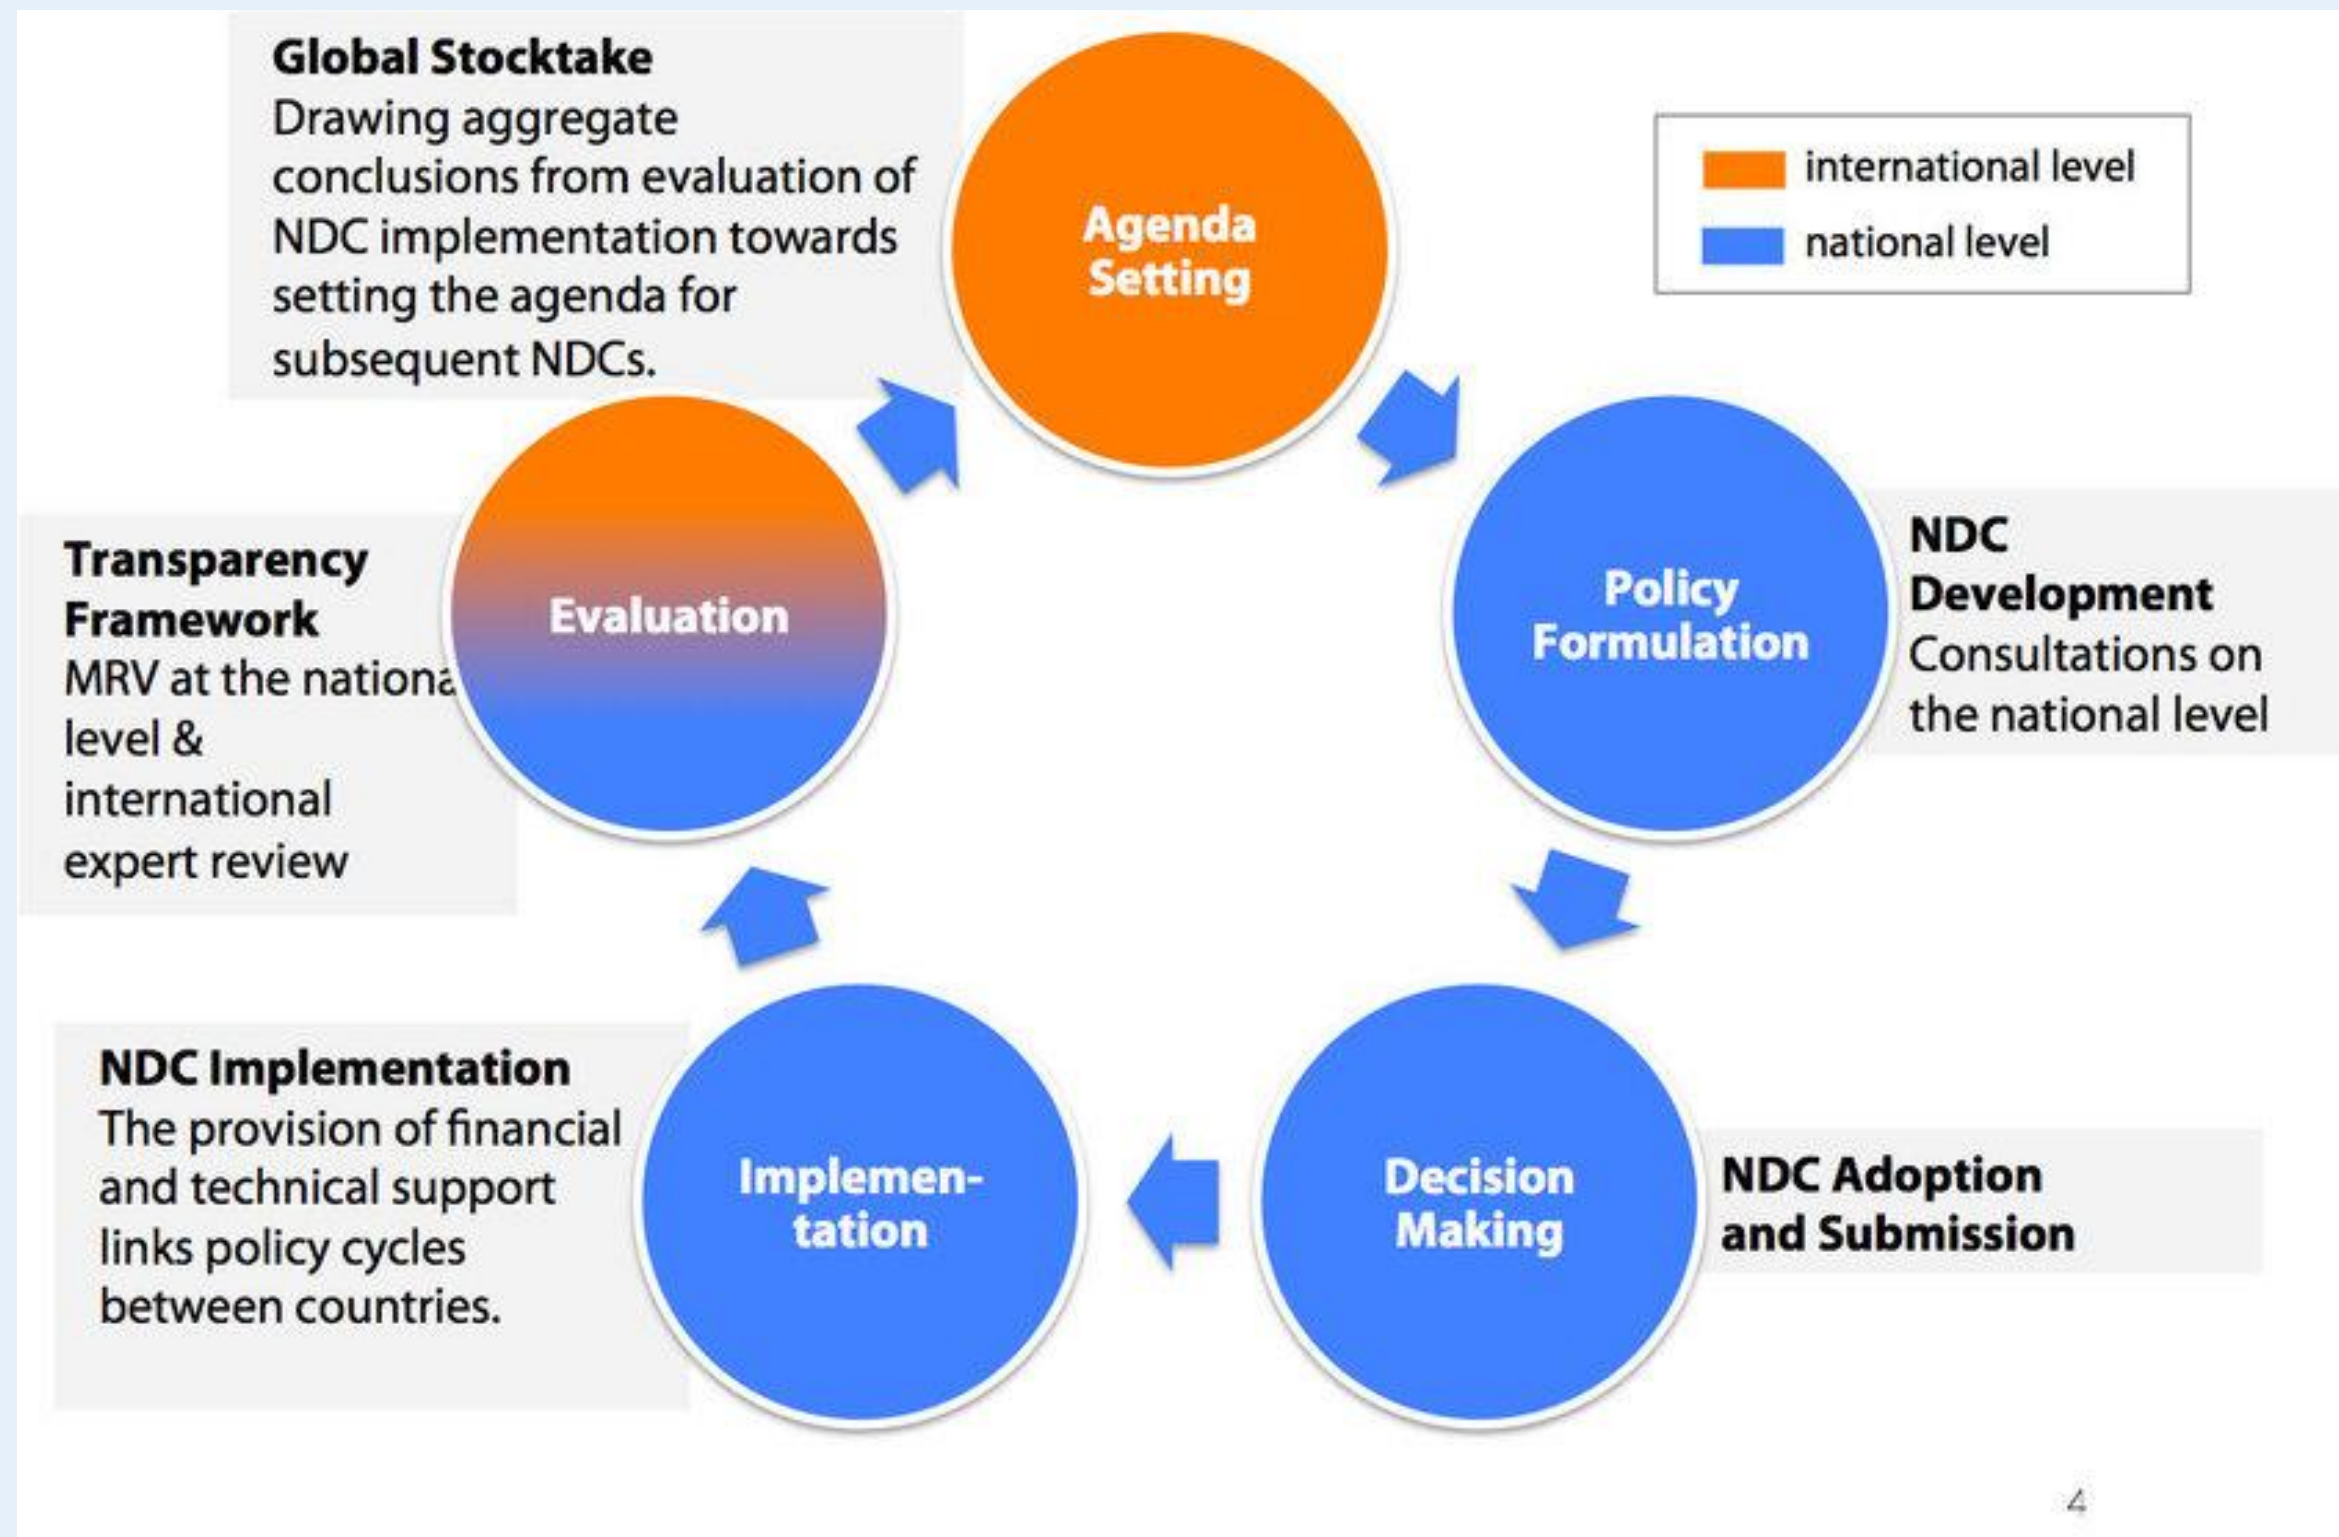 Global Stocktake
Drawing aggregate
conclusions from evaluation of
NDC implementation towards
setting the agenda for
subsequent NDCs.
Agenda
Setting
international level
national level
Transparency
Framework
MRV at the nationa
level &
international
expert review
Evaluation
Policy
Formulation
NDC
Development
Consultations on
the national level
NDC Implementation
The provision of financial
and technical support
links policy cycles
between countries.
Implemen-
tation
Decision
Making
NDC Adoption
and Submission
4